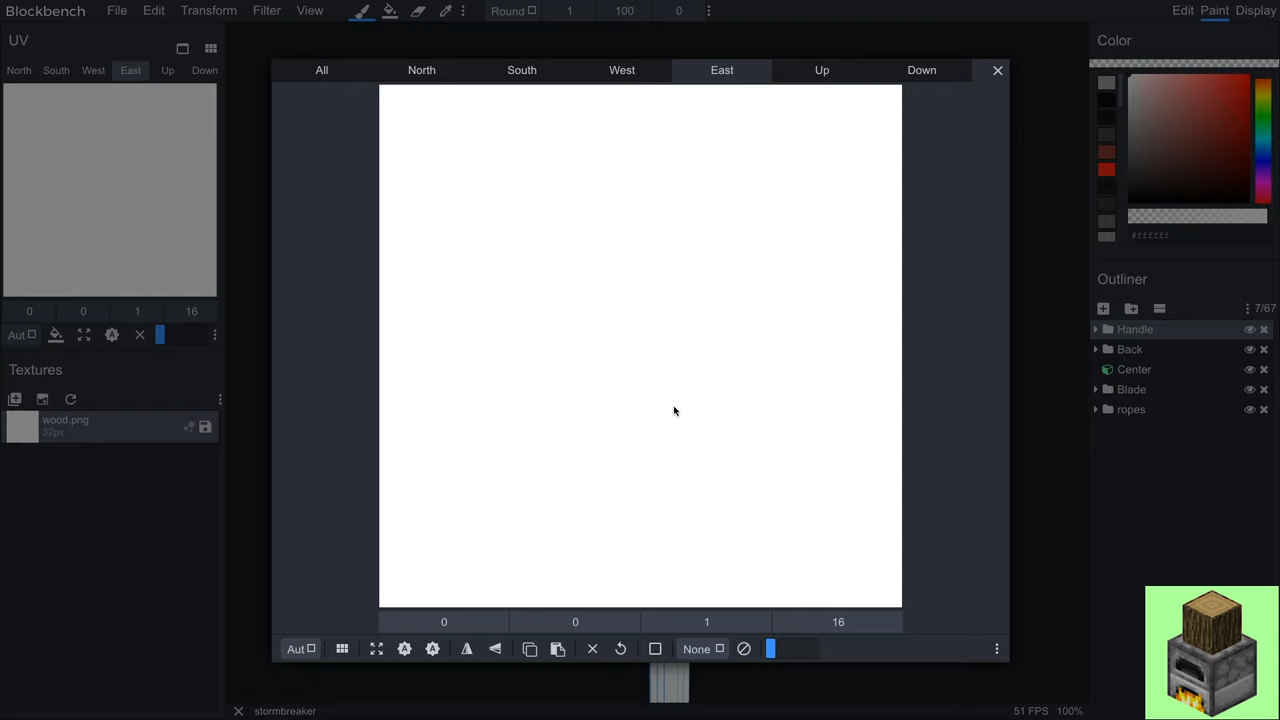 Blockbench File Edit Transform Filter View Round 1 100 0 Edit Paint Display
UV
North South West East Up Down
0 0 1 16
Aut
Textures
wood.png
32px
All North South West East Up Down
0 0 1 16
Aut None
Color
#ffffff
Outliner
7/67
Handle
Back
Center
Blade
ropes
stormbreaker 51 FPS 100%